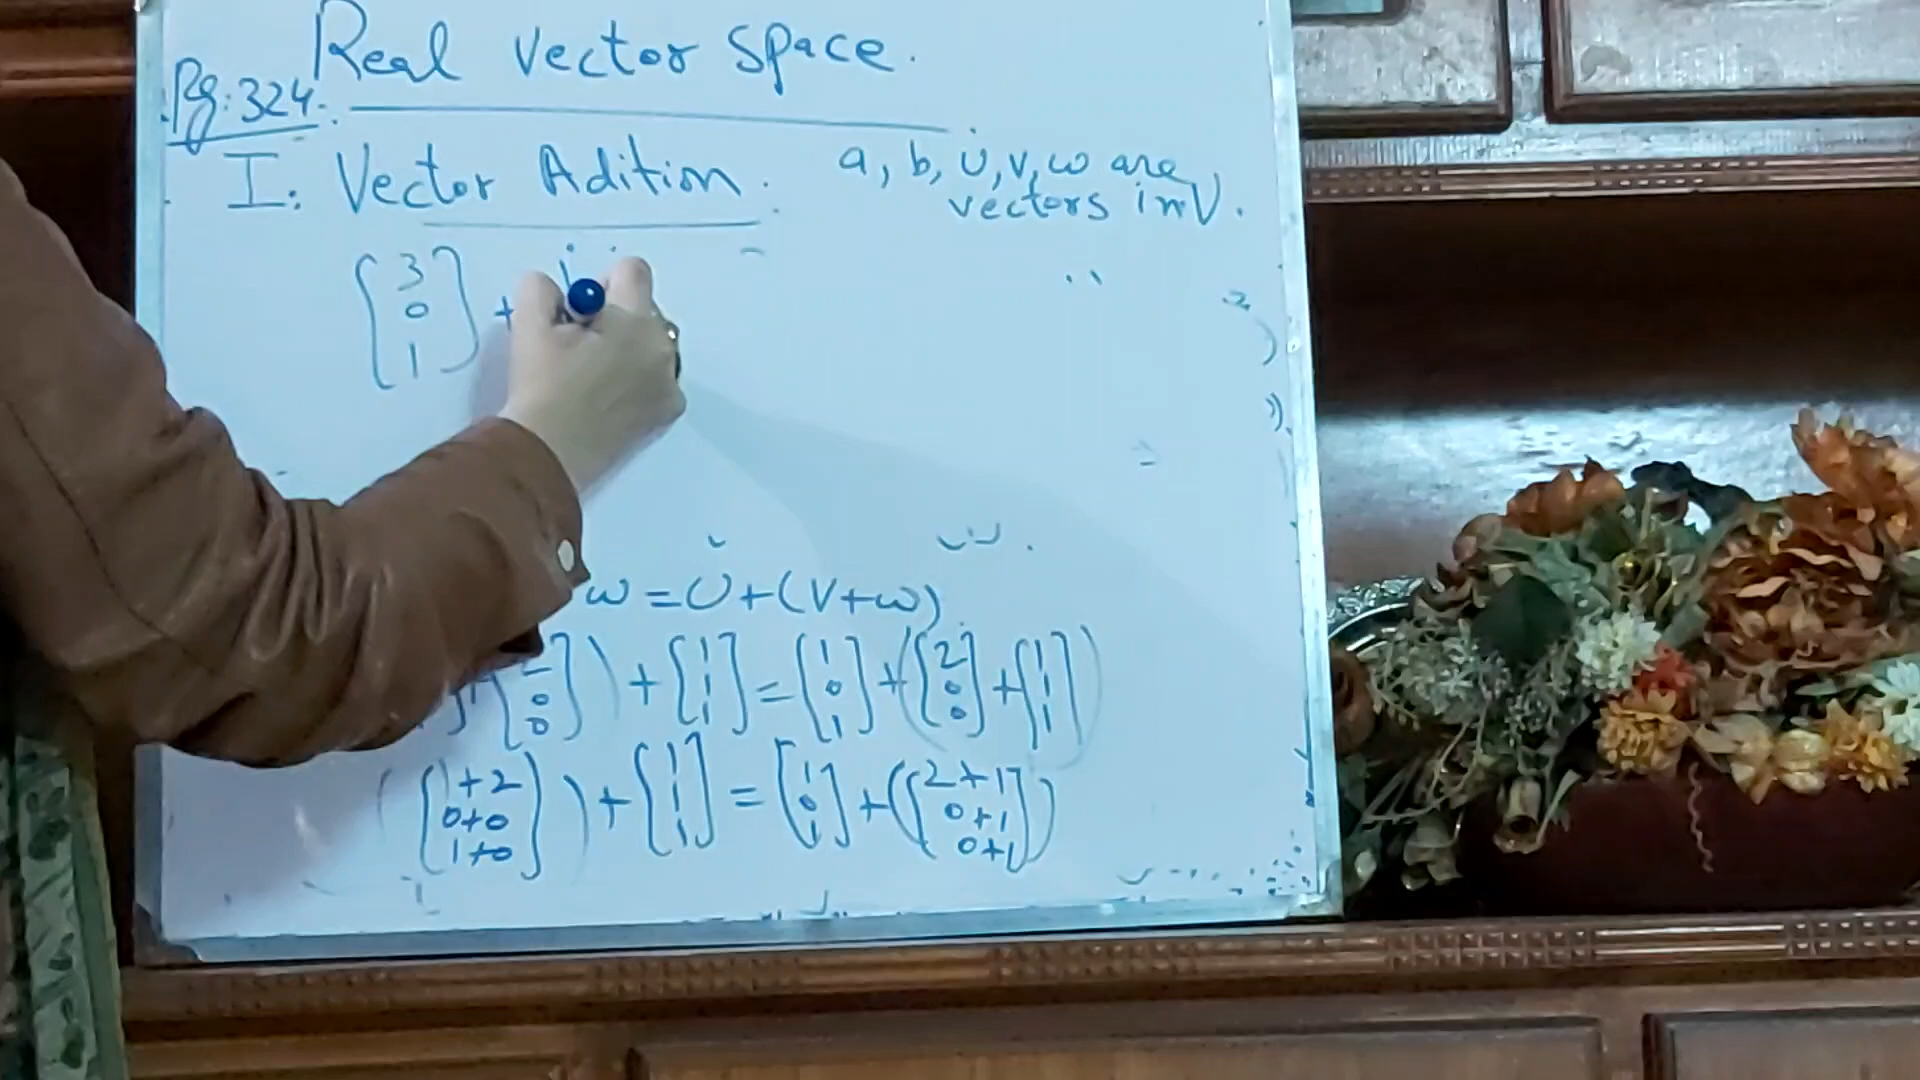 Real Vector Space.
Pg: 324.
I: Vector Adition.
a, b, U, V, w are
vectors in V.
[3 0 1] +
w = U + (V + w)
[0 0]) + [1 1 1] = [1 0 1] + ([2 0 0] + [1 1 1])
([1+2 0+0 1+0]) + [1 1 1] = [1 0 1] + ([2+1 0+1 0+1])